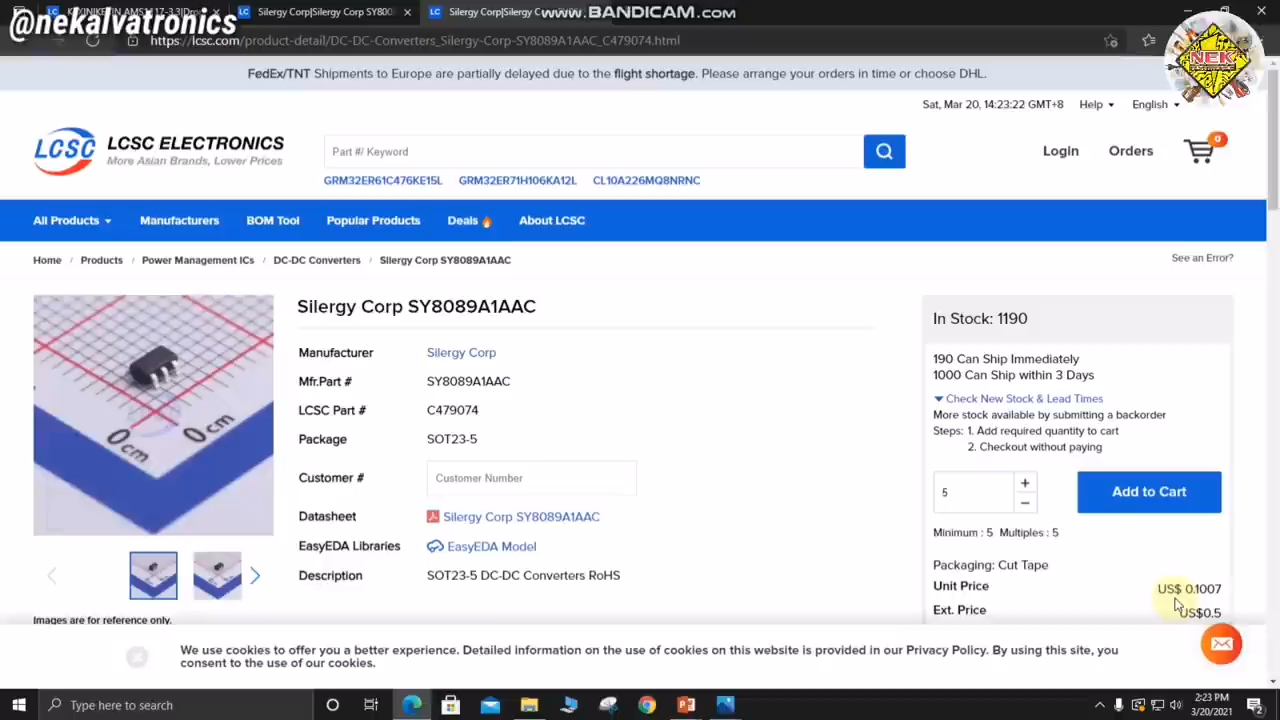 @nekalvatronics
www.BANDICAM.com
NEK
Silergy Corp|Silergy Corp SY800
Silergy Corp|Silergy C
https://lcsc.com/product-detail/DC-DC-Converters_Silergy-Corp-SY8089A1AAC_C479074.html
FedEx/TNT Shipments to Europe are partially delayed due to the flight shortage. Please arrange your orders in time or choose DHL.
Sat, Mar 20, 14:23:22 GMT+8 Help English
LCSC LCSC ELECTRONICS
More Asian Brands, Lower Prices
Part #/ Keyword
Login Orders 0
GRM32ER61C476KE15L GRM32ER71H106KA12L CL10A226MQ8NRNC
All Products Manufacturers BOM Tool Popular Products Deals About LCSC
Home / Products / Power Management ICs / DC-DC Converters / Silergy Corp SY8089A1AAC
See an Error?
Silergy Corp SY8089A1AAC
Manufacturer Silergy Corp
Mfr.Part # SY8089A1AAC
LCSC Part # C479074
Package SOT23-5
Customer # Customer Number
Datasheet Silergy Corp SY8089A1AAC
EasyEDA Libraries EasyEDA Model
Description SOT23-5 DC-DC Converters RoHS
0 cm 0 cm
Images are for reference only.
In Stock: 1190
190 Can Ship Immediately
1000 Can Ship within 3 Days
Check New Stock & Lead Times
More stock available by submitting a backorder
Steps: 1. Add required quantity to cart
2. Checkout without paying
5 + − Add to Cart
Minimum : 5 Multiples : 5
Packaging: Cut Tape
Unit Price US$ 0.1007
Ext. Price US$0.5
We use cookies to offer you a better experience. Detailed information on the use of cookies on this website is provided in our Privacy Policy. By using this site, you
consent to the use of our cookies.
Type here to search
2:23 PM
3/20/2021
2